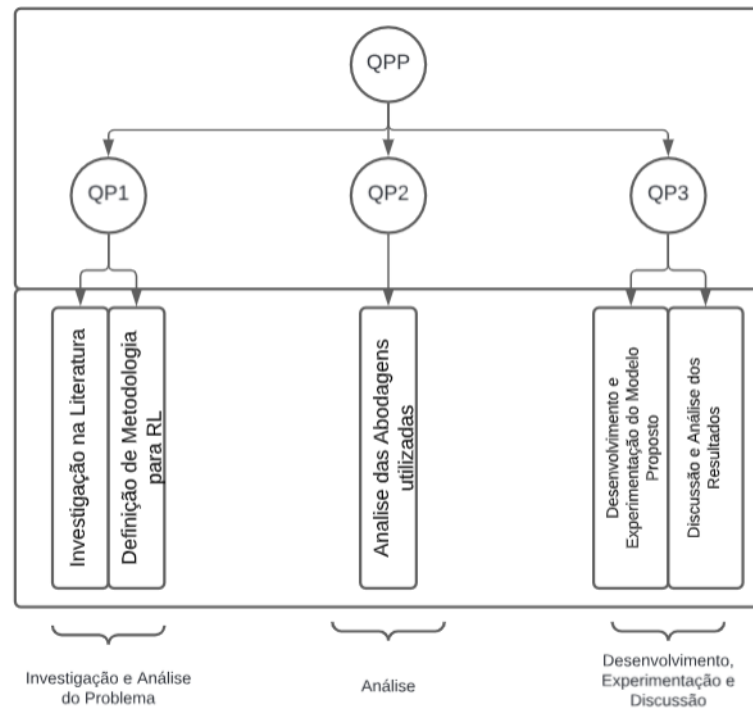 QPP
QP1
QP2
QP3
Investigação na Literatura
Definição de Metodologia
para RL
Analise das Abodagens
utilizadas
Desenvolvimento e
Experimentação do Modelo
Proposto
Discussão e Análise dos
Resultados
Investigação e Análise
do Problema
Análise
Desenvolvimento,
Experimentação e
Discussão